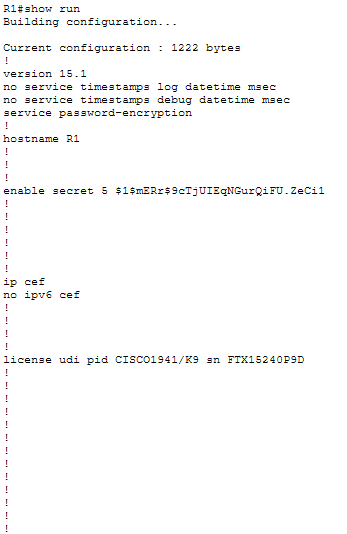 R1#show run
Building configuration...

Current configuration : 1222 bytes
!
version 15.1
no service timestamps log datetime msec
no service timestamps debug datetime msec
service password-encryption
!
hostname R1
!
!
!
enable secret 5 $1$mERr$9cTjUIEqNGurQiFU.ZeCi1
!
!
!
!
!
!
ip cef
no ipv6 cef
!
!
!
!
license udi pid CISCO1941/K9 sn FTX15240P9D
!
!
!
!
!
!
!
!
!
!
!
!
!